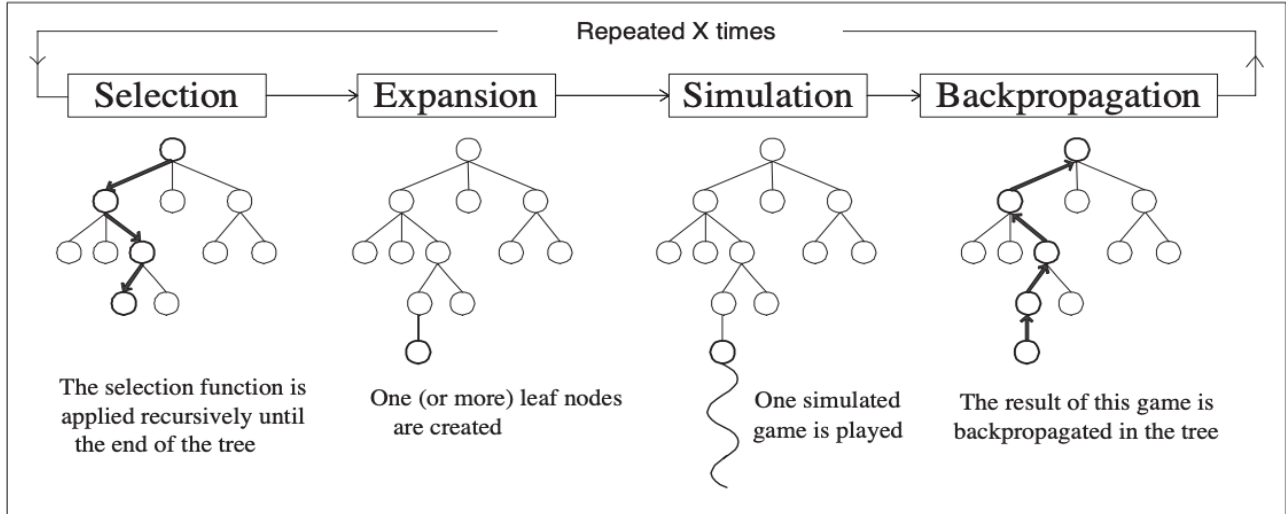 Repeated X times
Selection
Expansion
Simulation
Backpropagation
The selection function is
applied recursively until
the end of the tree
One (or more) leaf nodes
are created
One simulated
game is played
The result of this game is
backpropagated in the tree